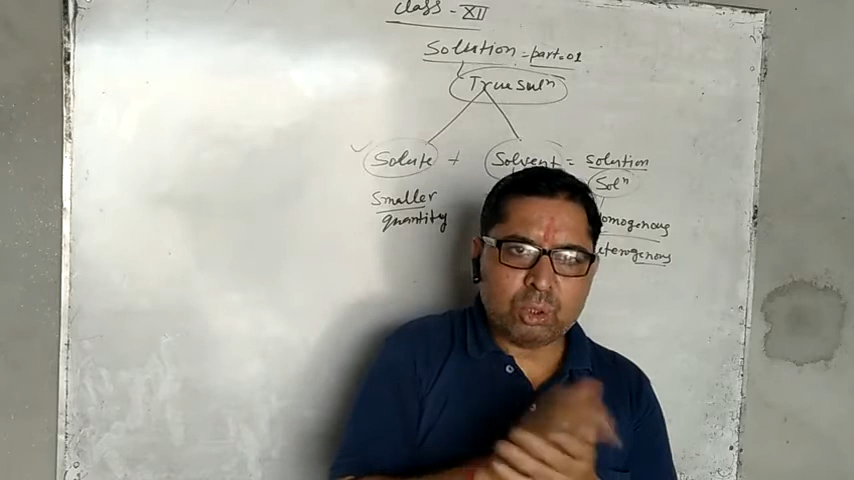 class - XII
Solution - part=01
True Solⁿ
Solute + Solvent = Solution
Solⁿ
Smaller
quantity
omogenous
eterogenous